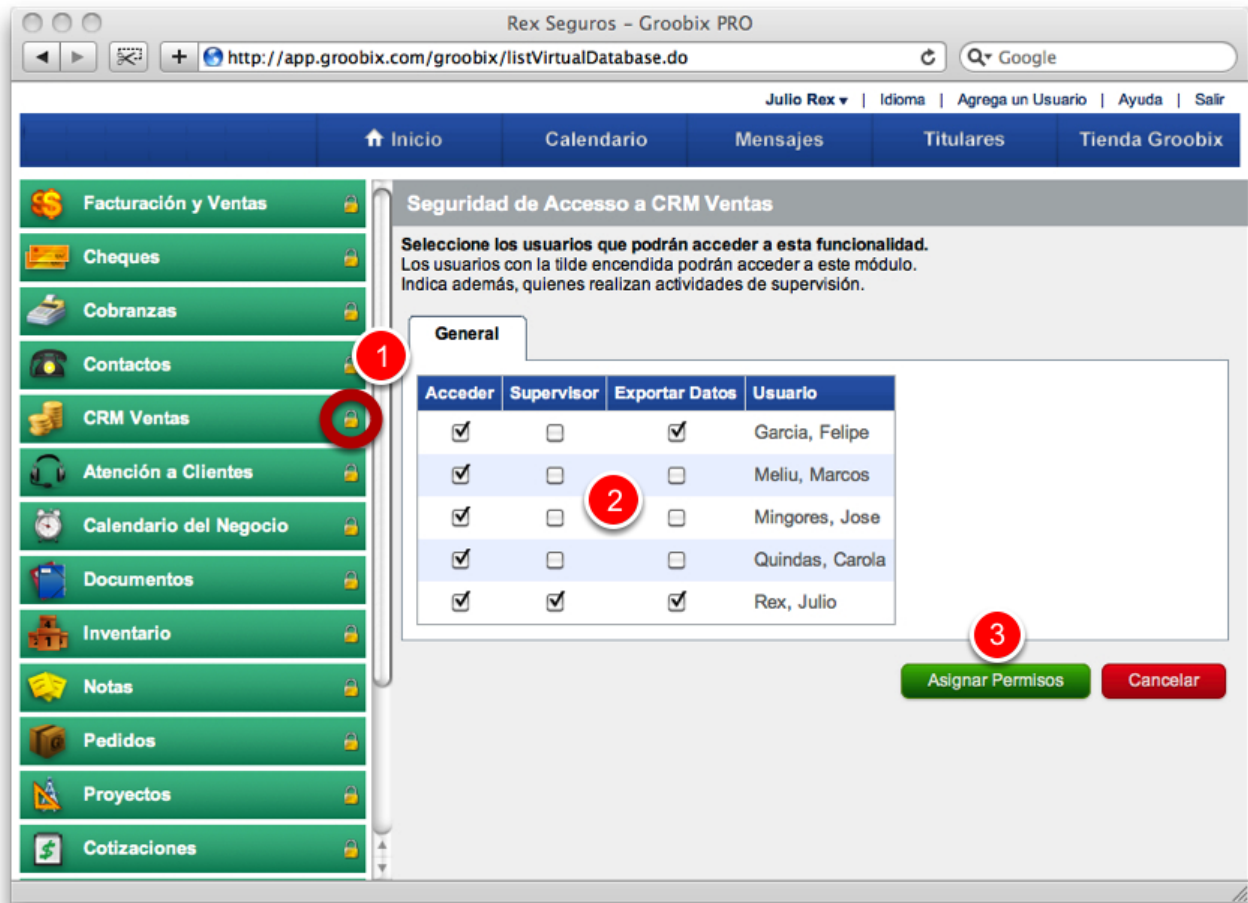 Rex Seguros – Groobix PRO
http://app.groobix.com/groobix/listVirtualDatabase.do
Google
Julio Rex ▾ | Idioma | Agrega un Usuario | Ayuda | Salir
Inicio Calendario Mensajes Titulares Tienda Groobix
Facturación y Ventas
Cheques
Cobranzas
Contactos
CRM Ventas
Atención a Clientes
Calendario del Negocio
Documentos
Inventario
Notas
Pedidos
Proyectos
Cotizaciones
1
Seguridad de Accesso a CRM Ventas
Seleccione los usuarios que podrán acceder a esta funcionalidad.
Los usuarios con la tilde encendida podrán acceder a este módulo.
Indica además, quienes realizan actividades de supervisión.
General
Acceder Supervisor Exportar Datos Usuario
Garcia, Felipe
Meliu, Marcos
2
Mingores, Jose
Quindas, Carola
Rex, Julio
3
Asignar Permisos Cancelar